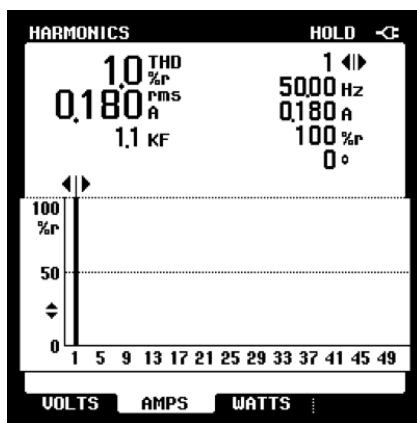 HARMONICS HOLD
1.0 THD %r 1
0.180 rms A 50.00 Hz
1.1 KF 0.180 A
100 %r
0 °
100
%r
50
0
1 5 9 13 17 21 25 29 33 37 41 45 49
VOLTS AMPS WATTS